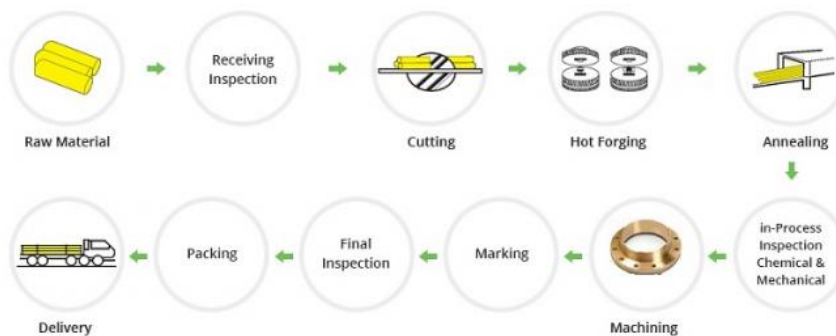 Receiving
Inspection
Raw Material
Cutting
Hot Forging
Annealing
in-Process
Inspection
Chemical &
Mechanical
Machining
Marking
Final
Inspection
Packing
Delivery